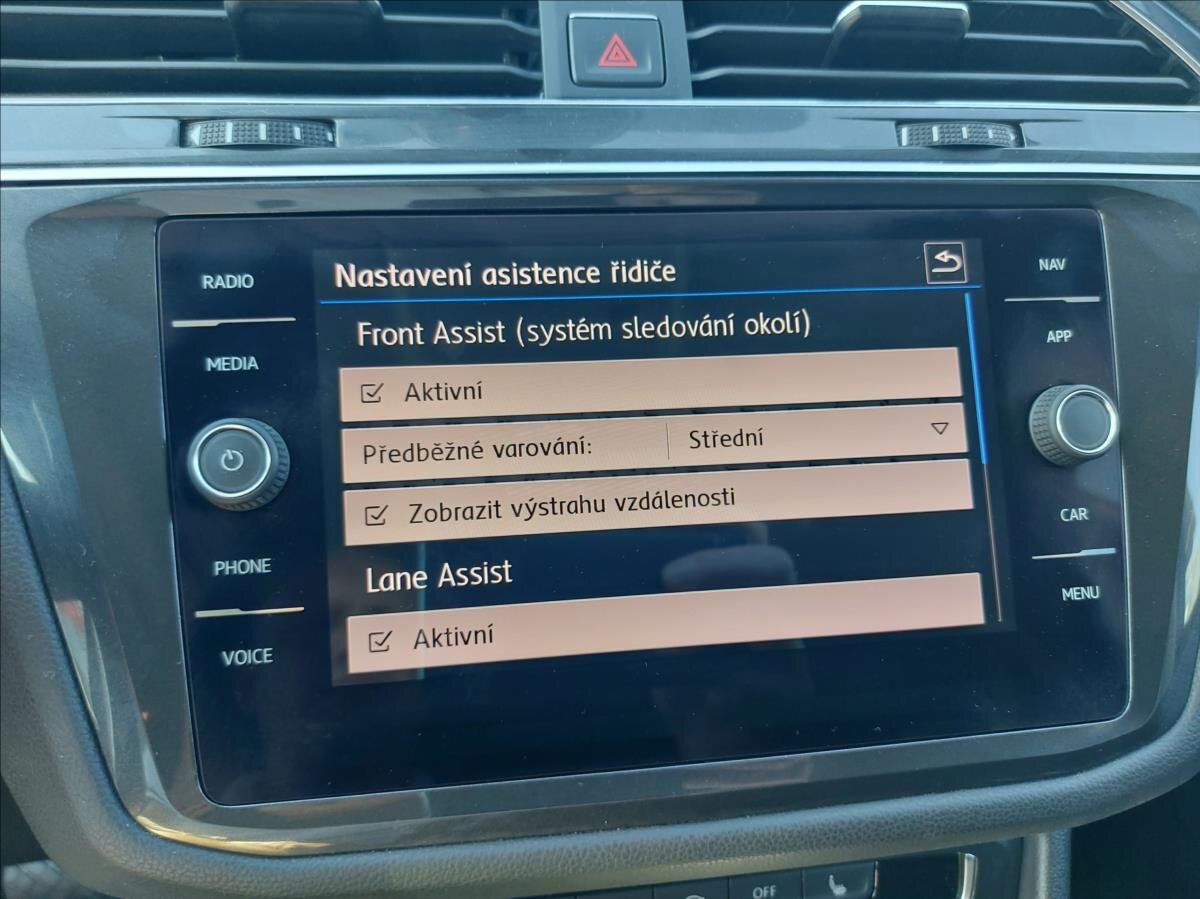 RADIO
MEDIA
PHONE
VOICE
Nastavení asistence řidiče
Front Assist (systém sledování okolí)
Aktivní
Předběžné varování: Střední
Zobrazit výstrahu vzdálenosti
Lane Assist
Aktivní
NAV
APP
CAR
MENU
OFF